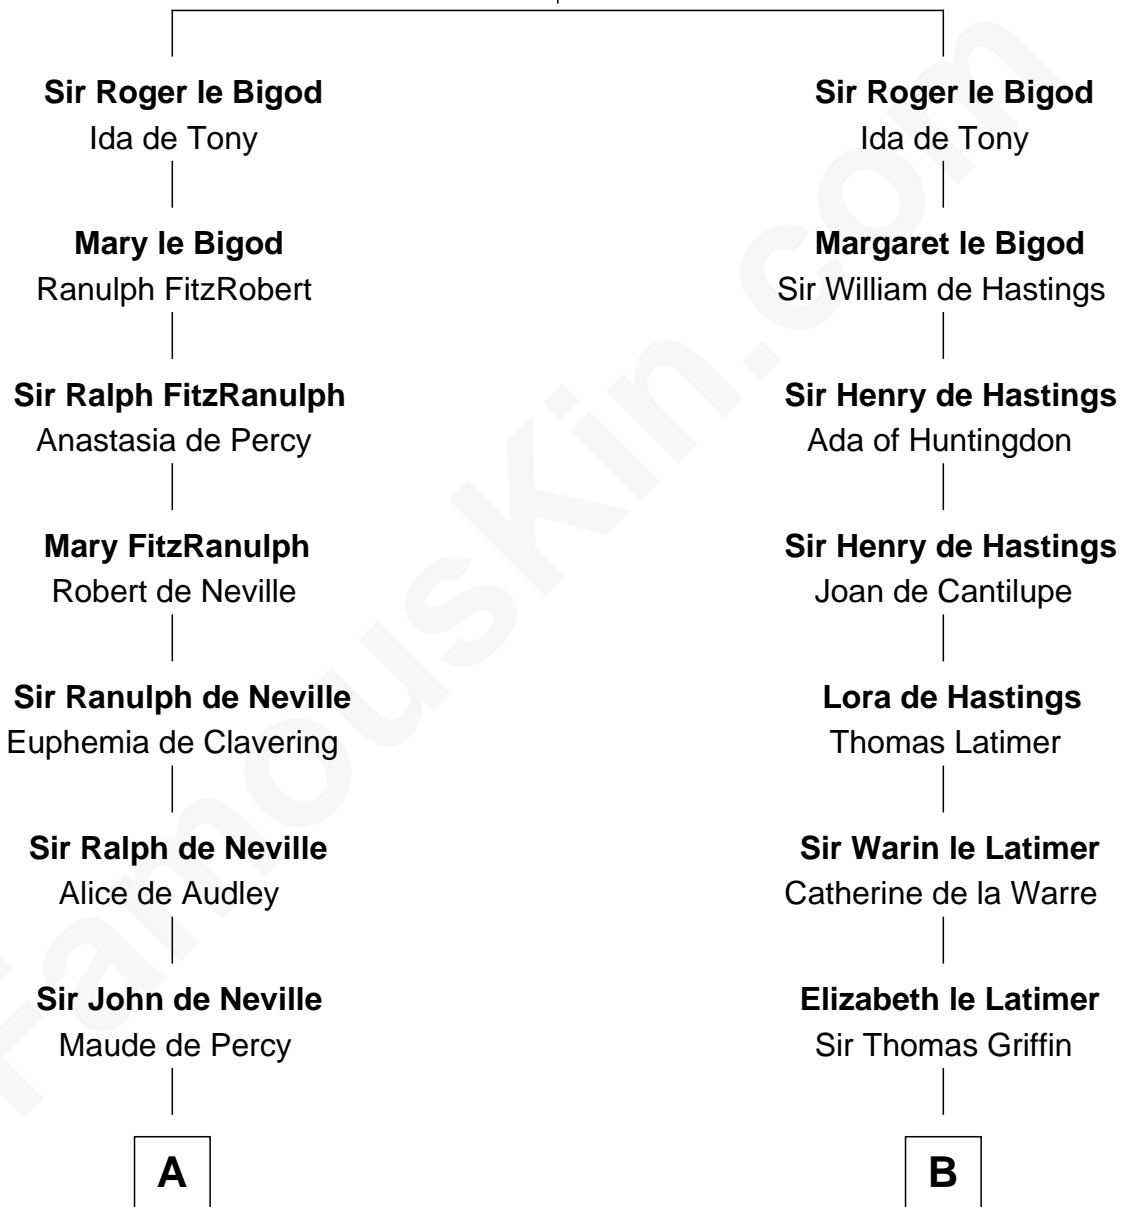 Sir Roger le Bigod
Ida de Tony
Mary le Bigod
Ranulph FitzRobert
Sir Ralph FitzRanulph
Anastasia de Percy
Mary FitzRanulph
Robert de Neville
Sir Ranulph de Neville
Euphemia de Clavering
Sir Ralph de Neville
Alice de Audley
Sir John de Neville
Maude de Percy
A
Sir Roger le Bigod
Ida de Tony
Margaret le Bigod
Sir William de Hastings
Sir Henry de Hastings
Ada of Huntingdon
Sir Henry de Hastings
Joan de Cantilupe
Lora de Hastings
Thomas Latimer
Sir Warin le Latimer
Catherine de la Warre
Elizabeth le Latimer
Sir Thomas Griffin
B
FamousKin.com